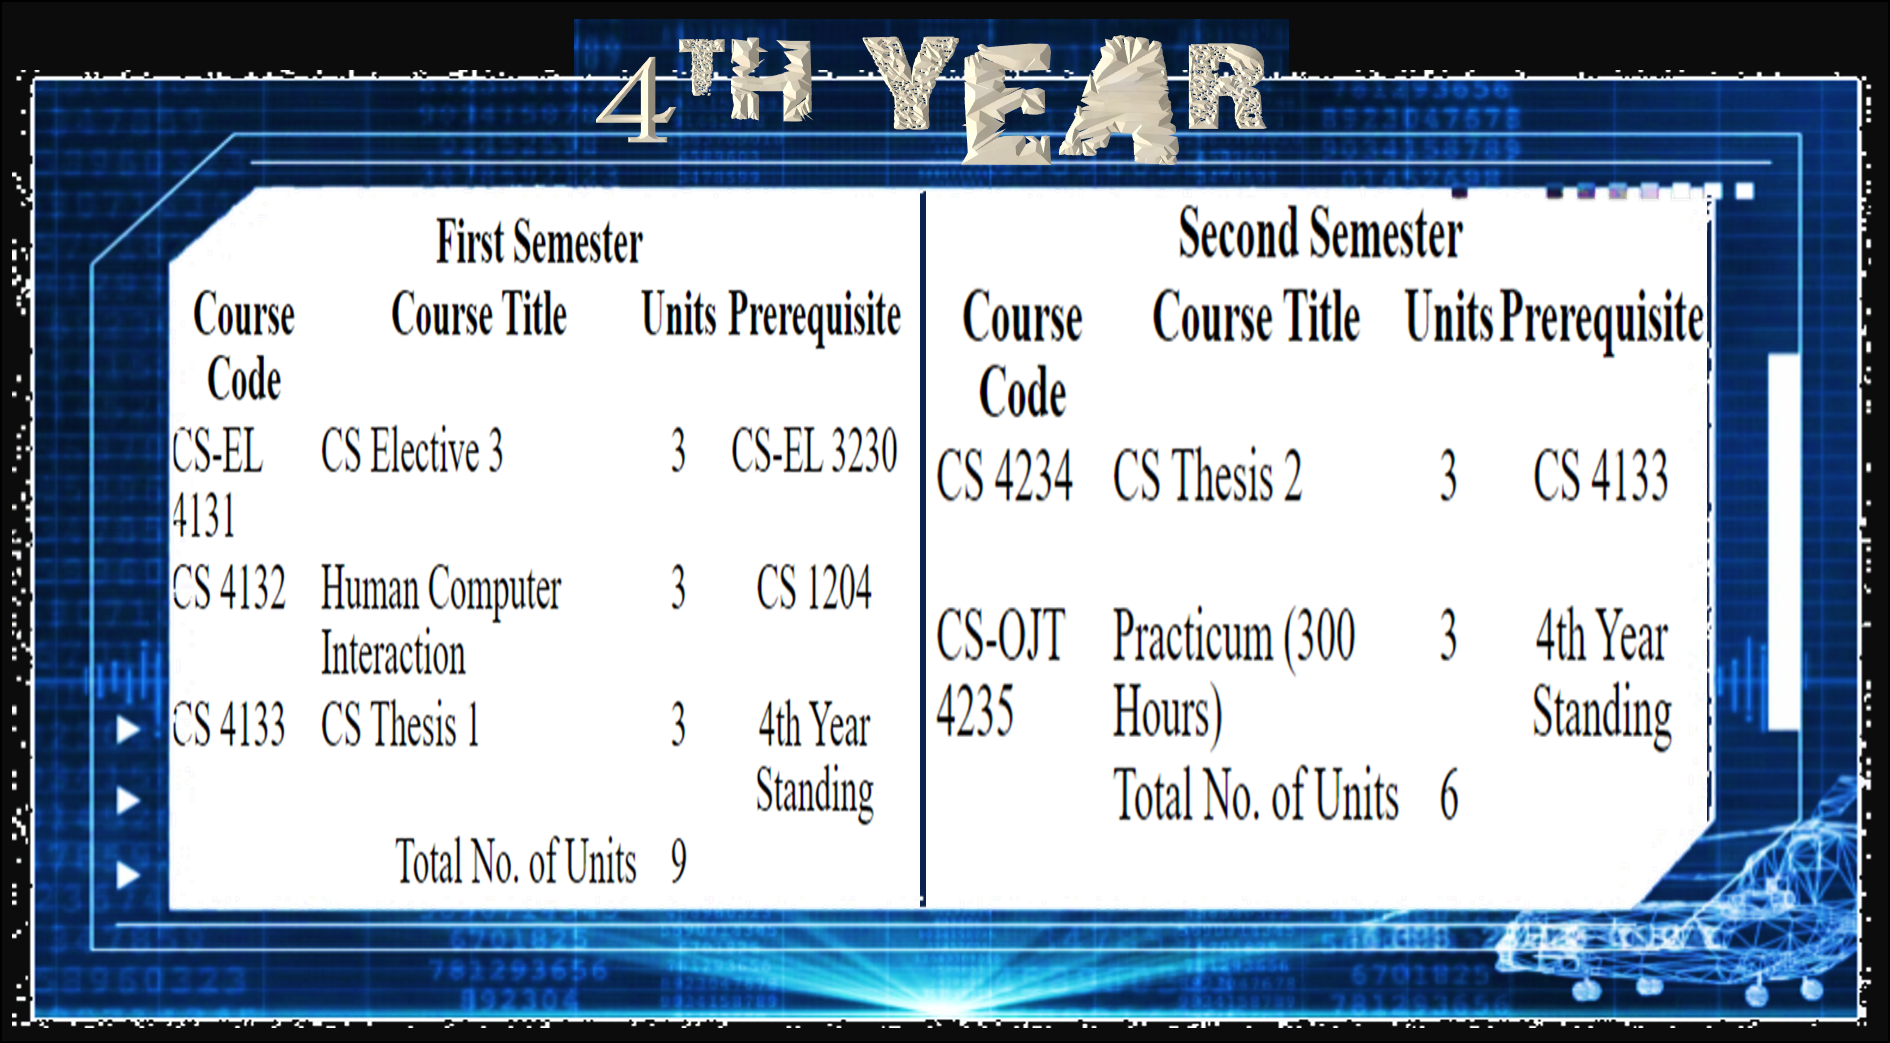 4TH YEAR
First Semester
Course Code Course Title Units Prerequisite
CS-EL 4131 CS Elective 3 3 CS-EL 3230
CS 4132 Human Computer Interaction 3 CS 1204
CS 4133 CS Thesis 1 3 4th Year Standing
Total No. of Units 9
Second Semester
Course Code Course Title Units Prerequisite
CS 4234 CS Thesis 2 3 CS 4133
CS-OJT 4235 Practicum (300 Hours) 3 4th Year Standing
Total No. of Units 6